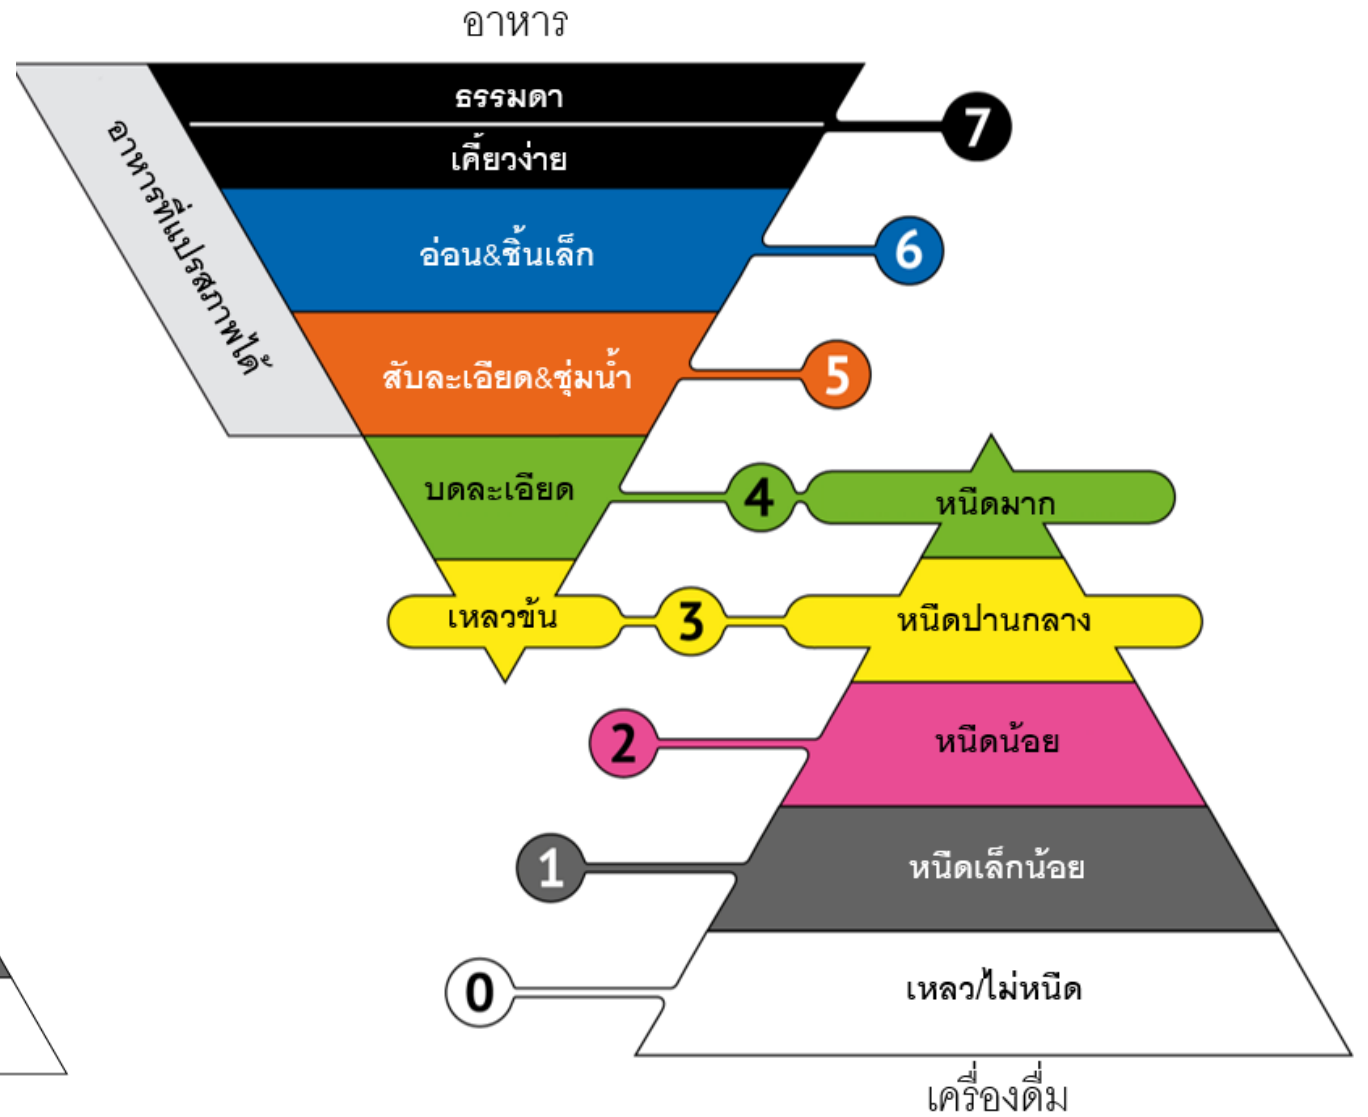 อาหาร
ธรรมดา
7
เคี้ยวง่าย
อาหารที่แปรสภาพได้
อ่อน&ชิ้นเล็ก
6
สับละเอียด&ชุ่มน้ำ
5
บดละเอียด
4
หนืดมาก
เหลวข้น
3
หนืดปานกลาง
2
หนืดน้อย
1
หนืดเล็กน้อย
0
เหลว/ไม่หนืด
เครื่องดื่ม